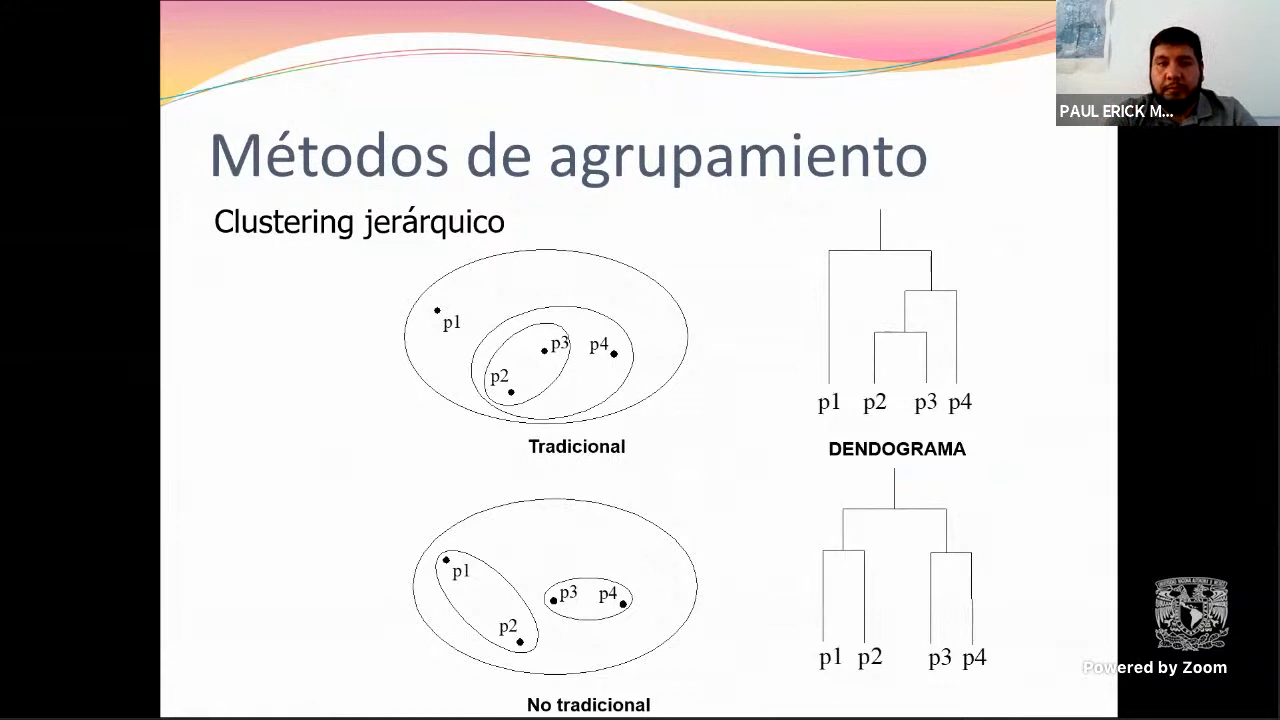 PAUL ERICK M...
Métodos de agrupamiento
Clustering jerárquico
p1
p3
p4
p2
p1 p2 p3 p4
Tradicional
DENDOGRAMA
p1
p3
p4
p2
p1 p2 p3 p4
No tradicional
Powered by Zoom